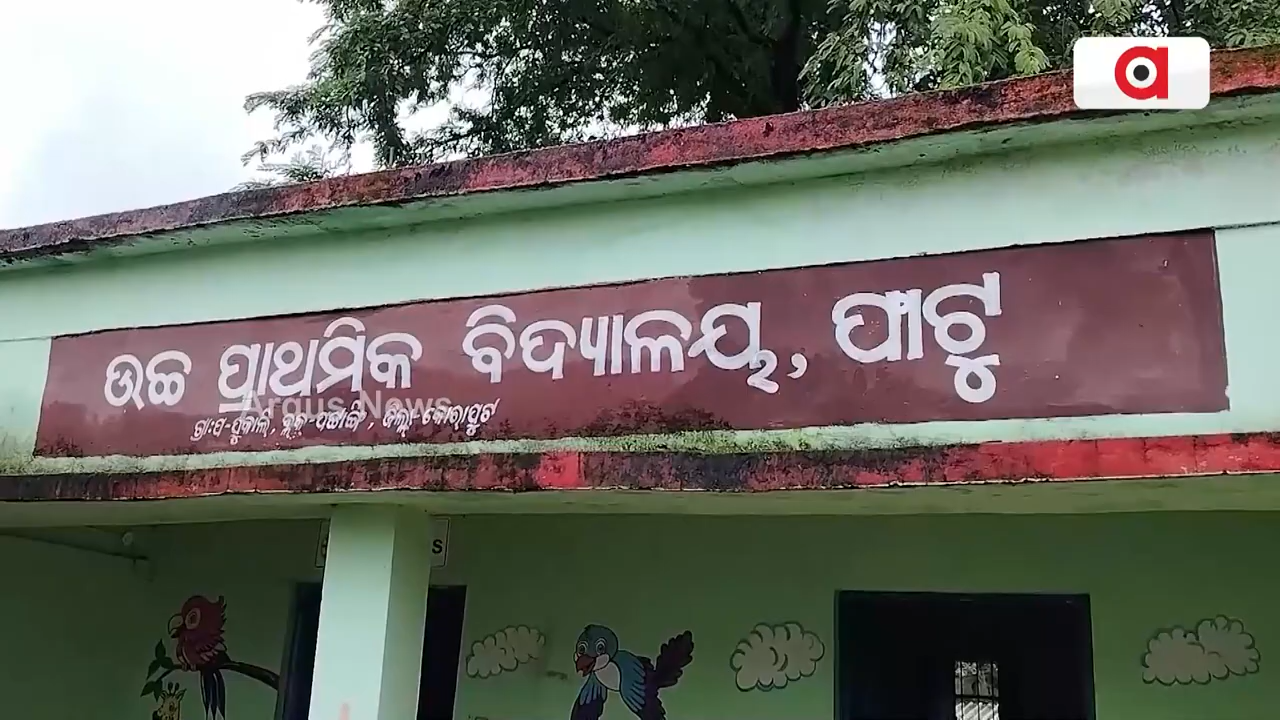 ଉଚ୍ଚ ପ୍ରାଥମିକ ବିଦ୍ୟାଳୟ, ପାଟୁ
ଗ୍ରା:ପ-ପୁକାଲି, ବ୍ଲକ-ପଟ୍ଟାଙ୍ଗି, ଜିଲ୍ଲା-କୋରାପୁଟ
Argus News
a
S